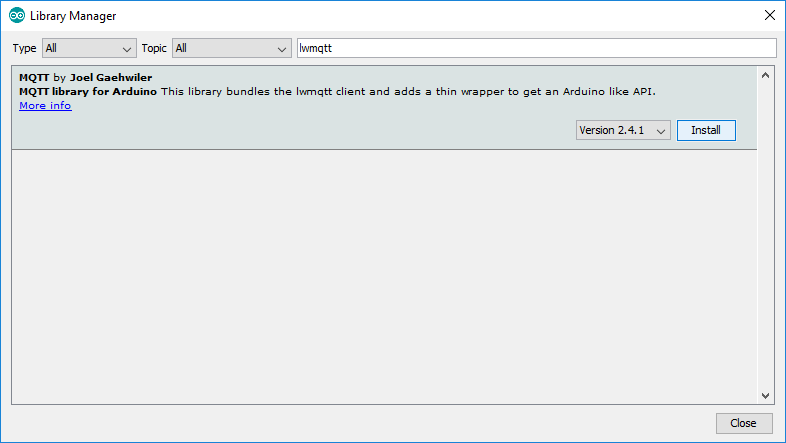 Library Manager
Type All Topic All lwmqtt
MQTT by Joel Gaehwiler
MQTT library for Arduino This library bundles the lwmqtt client and adds a thin wrapper to get an Arduino like API.
More info
Version 2.4.1 Install
Close